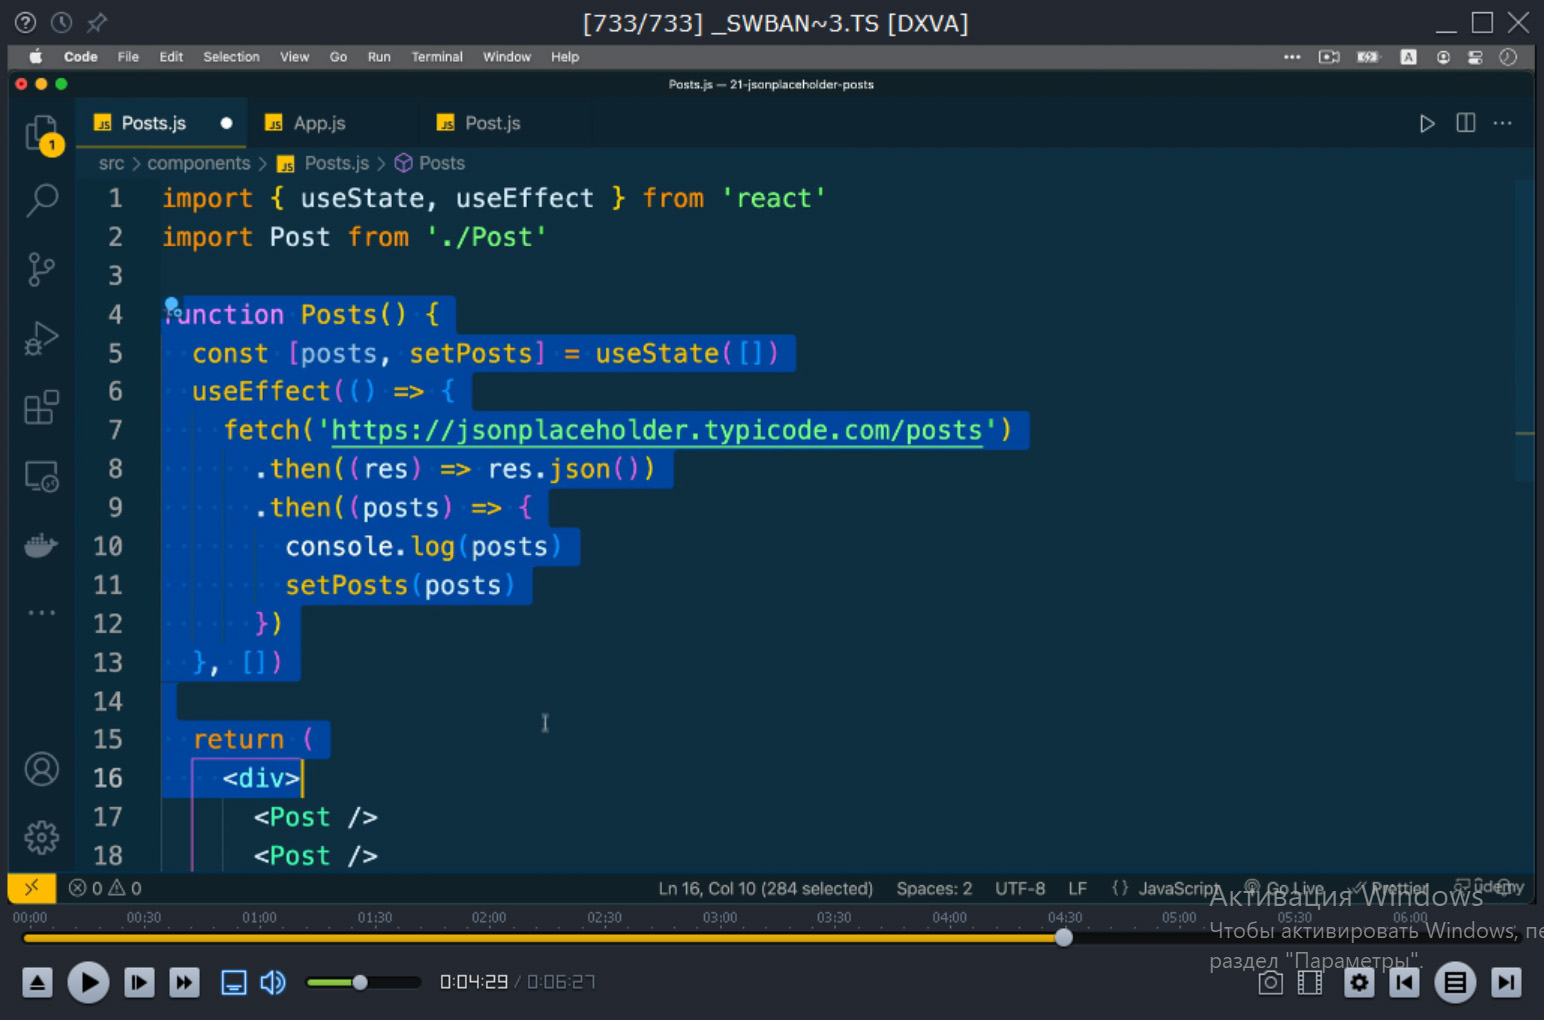 [733/733] _SWBAN~3.TS [DXVA]
Code File Edit Selection View Go Run Terminal Window Help
Posts.js — 21-jsonplaceholder-posts
Posts.js App.js Post.js
src > components > Posts.js > Posts
1 import { useState, useEffect } from 'react'
2 import Post from './Post'
3
4 function Posts() {
5 const [posts, setPosts] = useState([])
6 useEffect(() => {
7 fetch('https://jsonplaceholder.typicode.com/posts')
8 .then((res) => res.json())
9 .then((posts) => {
10 console.log(posts)
11 setPosts(posts)
12 })
13 }, [])
14
15 return (
16 <div>
17 <Post />
18 <Post />
0 0 Ln 16, Col 10 (284 selected) Spaces: 2 UTF-8 LF {} JavaScript Go Live Prettier ûdemy
Активация Windows
00:00 00:30 01:00 01:30 02:00 02:30 03:00 03:30 04:00 04:30 05:00 05:30 06:00
Чтобы активировать Windows, пе
раздел "Параметры".
0:04:29 / 0:06:27